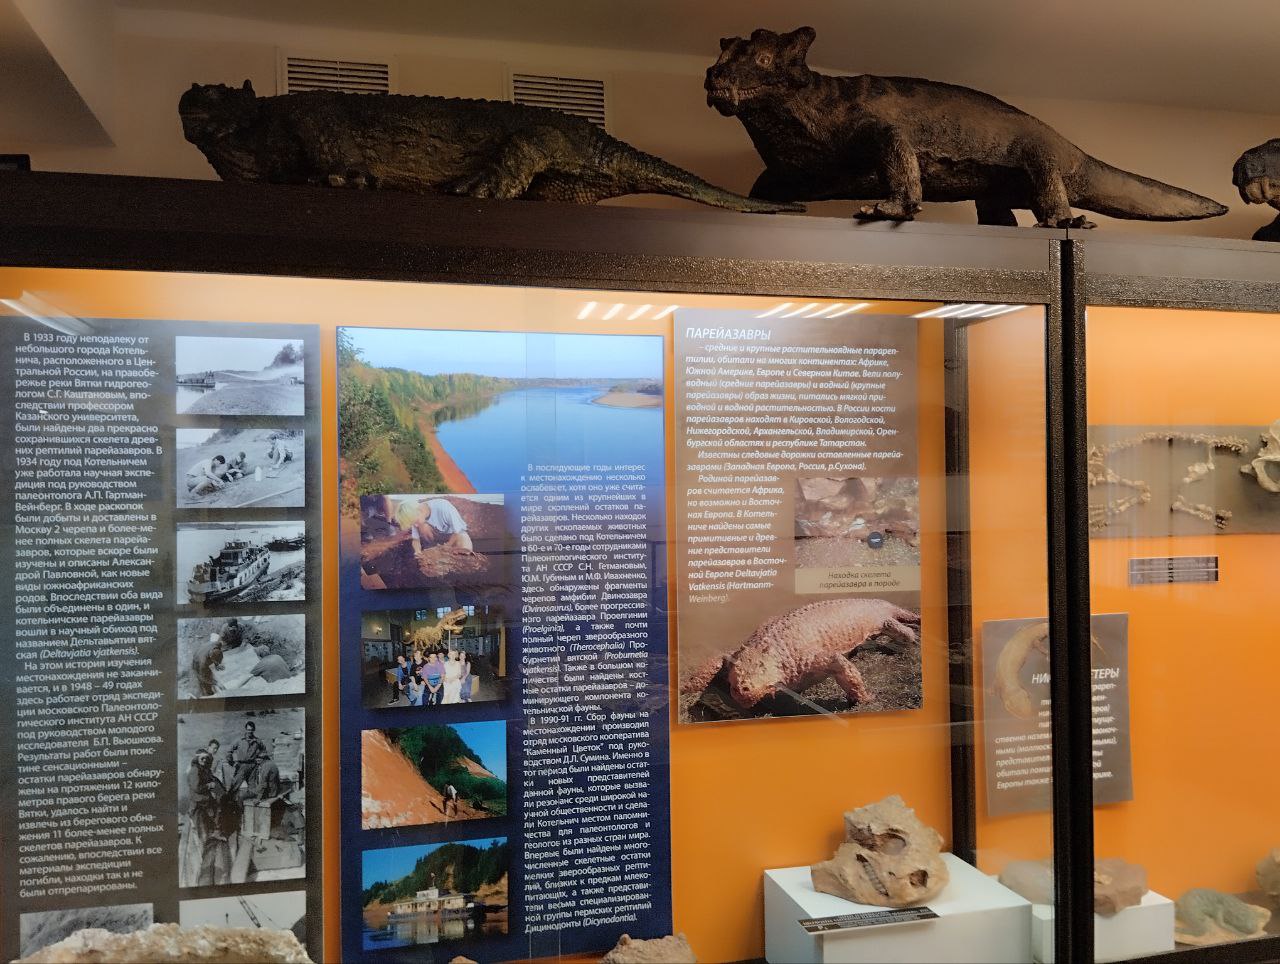 В 1933 году неподалеку от
небольшого города Котель-
нича, расположенного в Цен-
тральной России, на правобе-
режье реки Вятки гидрогео-
логом С.Г. Каштановым, впо-
следствии профессором
Казанского университета,
были найдены два прекрасно
сохранившихся скелета древ-
них рептилий парейазавров. В
1934 году под Котельничем
уже работала научная экспе-
диция под руководством
палеонтолога А.П. Гартман-
Вейнберг. В ходе раскопок
были добыты и доставлены в
Москву 2 черепа и более-ме-
нее полных скелета парейа-
завров, которые вскоре были
изучены и описаны Алексан-
дрой Павловной, как новые
виды южноафриканских
родов. Впоследствии оба вида
были объединены в один, и
котельничские парейазавры
вошли в научный обиход под
названием Дельтавьятия вят-
ская (Deltavjatia vjatkensis).
На этом история изучения
местонахождения не заканчи-
вается, и в 1948 – 49 годах
здесь работает отряд экспеди-
ции московского Палеонтоло-
гического института АН СССР
под руководством молодого
исследователя Б.П. Вьюшкова.
Результаты работ были поис-
тине сенсационными –
остатки парейазавров обнару-
жены на протяжении 12 кило-
метров правого берега реки
Вятки, удалось найти и
извлечь из берегового обна-
жения 11 более-менее полных
скелетов парейазавров. К
сожалению, впоследствии все
материалы экспедиции
погибли, находки так и не
были отпрепарированы.
В последующие годы интерес
к местонахождению несколько
ослабевает, хотя оно уже счита-
ется одним из крупнейших в
мире скоплений остатков па-
рейазавров. Несколько находок
других ископаемых животных
было сделано под Котельничем
в 60-е и 70-е годы сотрудниками
Палеонтологического институ-
та АН СССР С.Н. Гетмановым,
Ю.М. Губиным и М.Ф. Ивахненко,
здесь обнаружены фрагменты
черепов амфибии Двинозавра
(Dvinosaurus), более прогрессив-
ного парейазавра Проелгинии
(Proelginia), а также почти
полный череп зверообразного
животного (Therocephalia) Про-
бурнетия вятской (Proburnetia
vjatkensis). Также в большом ко-
личестве были найдены кост-
ные остатки парейазавров - до-
минирующего компонента ко-
тельничской фауны.
В 1990-91 гг. Сбор фауны на
местонахождении производил
отряд московского кооператива
"Каменный Цветок" под руко-
водством Д.Л. Сумина. Именно в
тот период были найдены остат-
ки новых представителей
данной фауны, которые вызва-
ли резонанс среди широкой на-
учной общественности и сдела-
ли Котельнич местом паломни-
чества для палеонтологов и
геологов из разных стран мира.
Впервые были найдены много-
численные скелетные остатки
мелких зверообразных репти-
лий, близких к предкам млеко-
питающих, а также представи-
тели весьма специализирован-
ной группы пермских рептилий
Дицинодонты (Dicynodontia).
ПАРЕЙАЗАВРЫ
– средние и крупные растительноядные параре­п-
тилии, обитали на многих континентах: Африке,
Южной Америке, Европе и Северном Китае. Вели полу-
водный (средние парейазавры) и водный (крупные
парейазавры) образ жизни, питались мягкой при-
водной и водной растительностью. В России кости
парейазавров находят в Кировской, Вологодской,
Нижегородской, Архангельской, Владимирской, Орен-
бургской областях и республике Татарстан.
Известны следовые дорожки оставленные парейа-
заврами (Западная Европа, Россия, р.Сухона).
Родиной парейазав-
ров считается Африка,
но возможно и Восточ-
ная Европа. В Котель-
ниче найдены самые
примитивные и дре-
вние представители
парейазавров в Восточ-
ной Европе Deltavjatia
Vatkensis (Hartmann-
Weinberg).
Находка скелета
парейазавра в породе